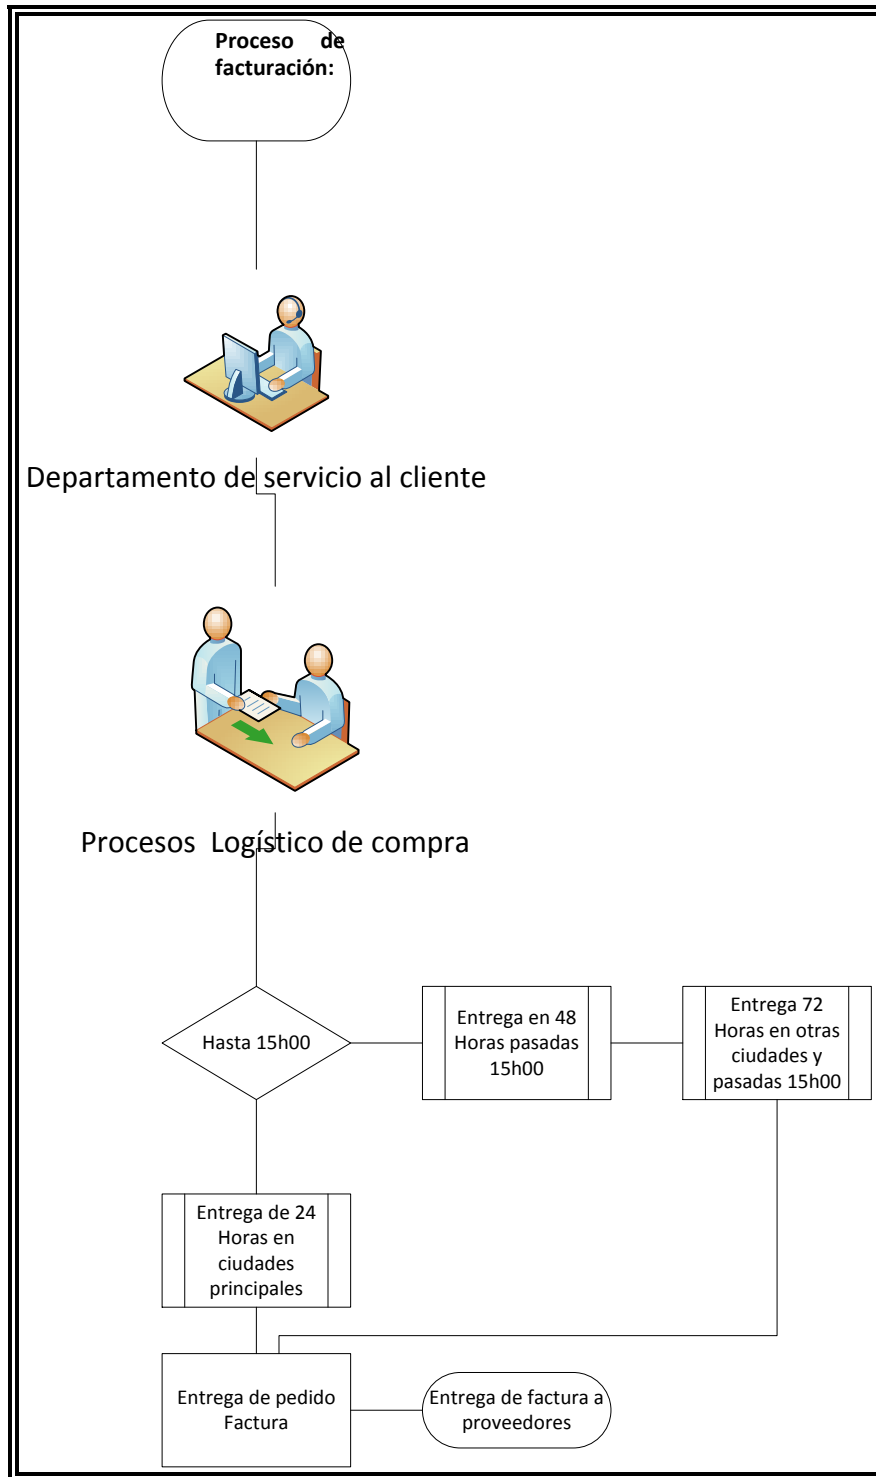 Proceso de
facturación:
Departamento de servicio al cliente
Procesos Logístico de compra
Hasta 15h00
Entrega en 48
Horas pasadas
15h00
Entrega 72
Horas en otras
ciudades y
pasadas 15h00
Entrega de 24
Horas en
ciudades
principales
Entrega de pedido
Factura
Entrega de factura a
proveedores